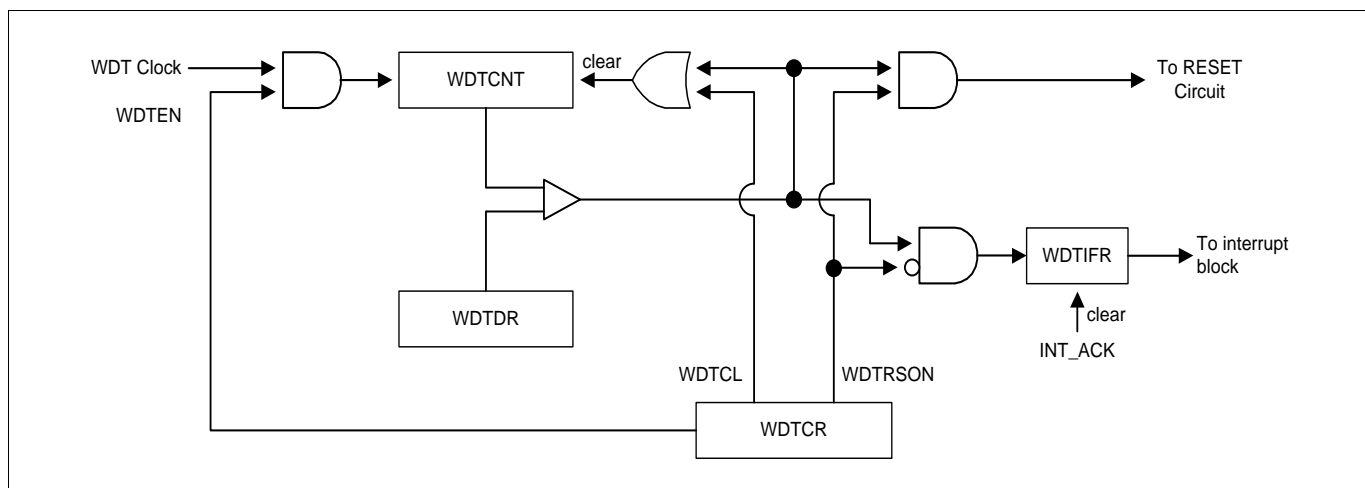 WDT Clock
WDTEN
WDTCNT
clear
To RESET
Circuit
WDTDR
WDTIFR
To interrupt
block
clear
INT_ACK
WDTCL
WDTRSON
WDTCR